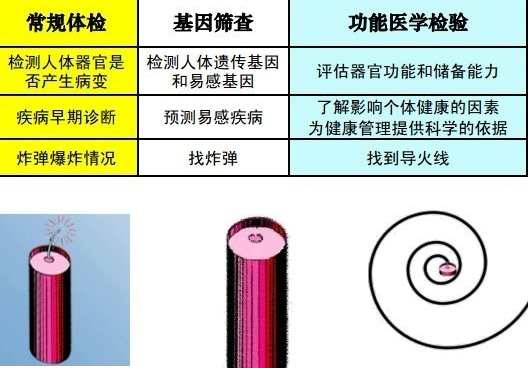 常规体检
基因筛查
功能医学检验
检测人体器官是
否产生病变
检测人体遗传基因
和易感基因
评估器官功能和储备能力
疾病早期诊断
预测易感疾病
了解影响个体健康的因素
为健康管理提供科学的依据
炸弹爆炸情况
找炸弹
找到导火线